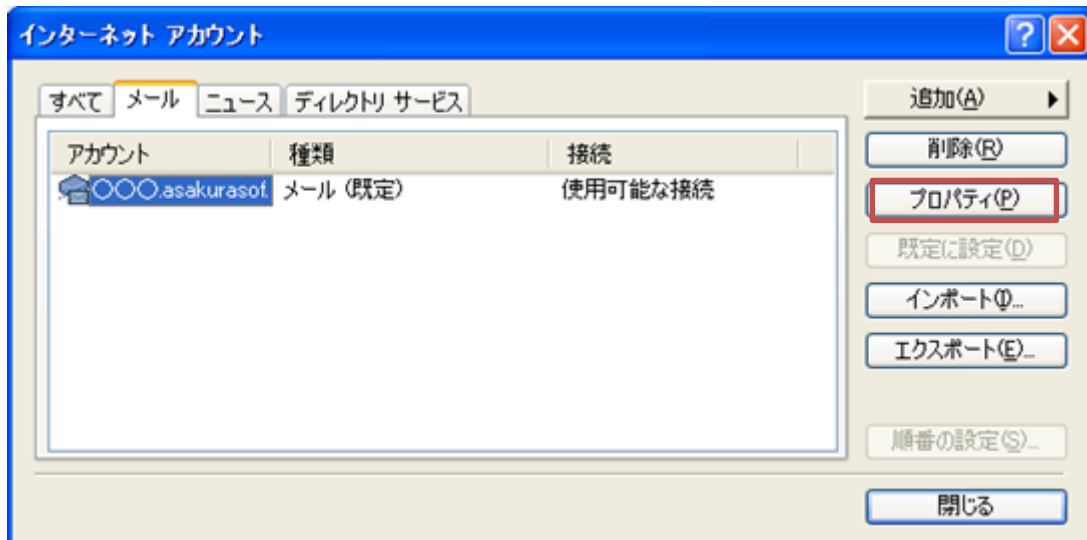 インターネット アカウント
すべて メール ニュース ディレクトリ サービス
アカウント 種類 接続
〇〇〇.asakurasof. メール (既定) 使用可能な接続
追加(A)
削除(R)
プロパティ(P)
既定に設定(D)
インポート(I)...
エクスポート(E)...
順番の設定(S)...
閉じる